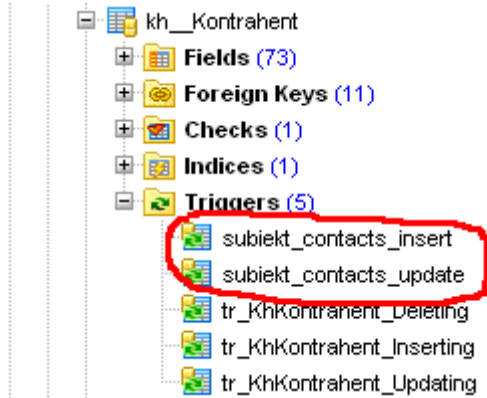 kh__Kontrahent
Fields (73)
Foreign Keys (11)
Checks (1)
Indices (1)
Triggers (5)
subiekt_contacts_insert
subiekt_contacts_update
tr_KhKontrahent_Deleting
tr_KhKontrahent_Inserting
tr_KhKontrahent_Updating